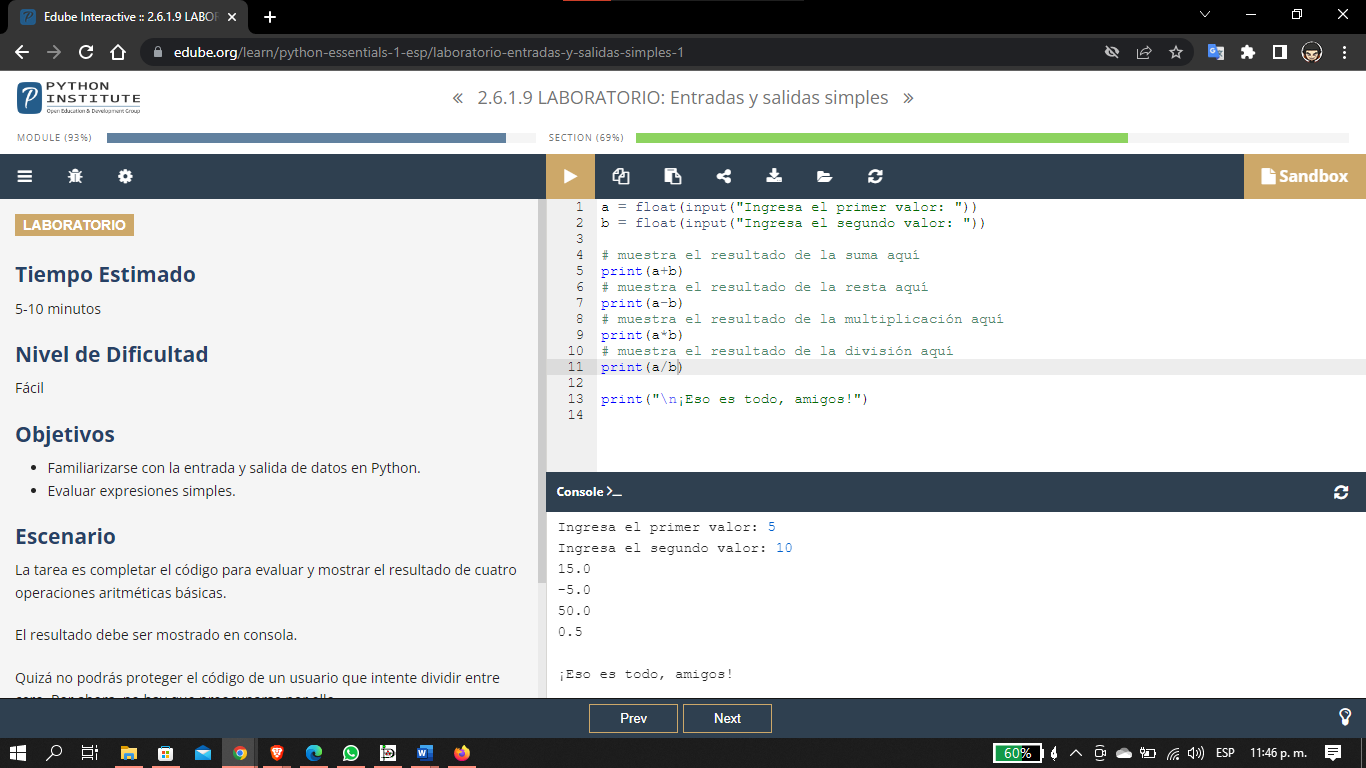 Edube Interactive :: 2.6.1.9 LABOR
edube.org/learn/python-essentials-1-esp/laboratorio-entradas-y-salidas-simples-1
PYTHON
INSTITUTE
Open Education & Development Group
« 2.6.1.9 LABORATORIO: Entradas y salidas simples »
MODULE (93%)
SECTION (69%)
Sandbox
LABORATORIO
Tiempo Estimado
5-10 minutos
Nivel de Dificultad
Fácil
Objetivos
• Familiarizarse con la entrada y salida de datos en Python.
• Evaluar expresiones simples.
Escenario
La tarea es completar el código para evaluar y mostrar el resultado de cuatro
operaciones aritméticas básicas.
El resultado debe ser mostrado en consola.
Quizá no podrás proteger el código de un usuario que intente dividir entre
1 a = float(input("Ingresa el primer valor: "))
2 b = float(input("Ingresa el segundo valor: "))
3
4 # muestra el resultado de la suma aquí
5 print(a+b)
6 # muestra el resultado de la resta aquí
7 print(a-b)
8 # muestra el resultado de la multiplicación aquí
9 print(a*b)
10 # muestra el resultado de la división aquí
11 print(a/b)
12
13 print("\n¡Eso es todo, amigos!")
14
Console >_
Ingresa el primer valor: 5
Ingresa el segundo valor: 10
15.0
-5.0
50.0
0.5
¡Eso es todo, amigos!
Prev
Next
60%
ESP
11:46 p. m.